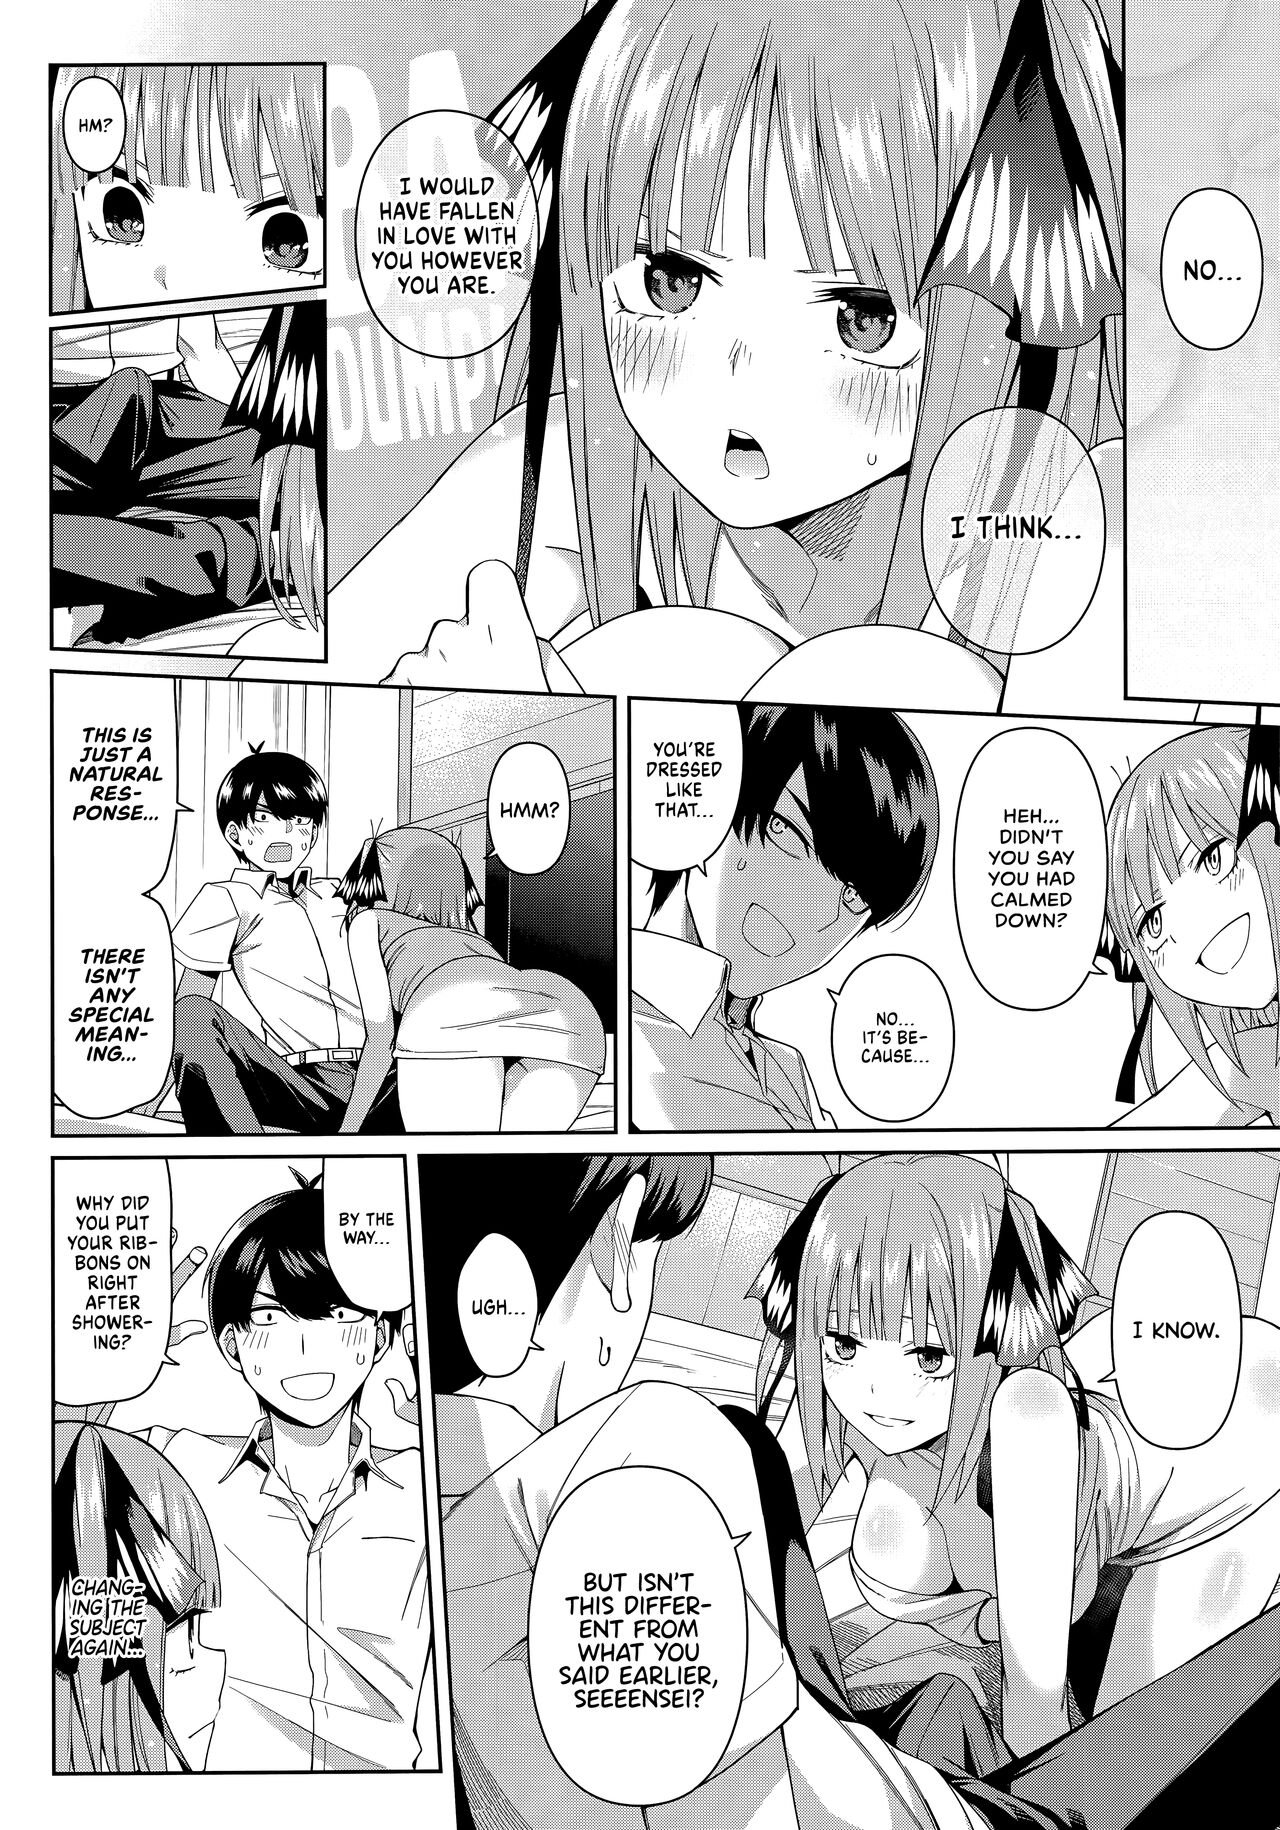 NO...
I THINK...
I WOULD
HAVE FALLEN
IN LOVE WITH
YOU HOWEVER
YOU ARE.
BA
DUMP!
HM?
HEH...
DIDN'T
YOU SAY
YOU HAD
CALMED
DOWN?
NO...
IT'S BE-
CAUSE...
YOU'RE
DRESSED
LIKE
THAT...
HMM?
THIS IS
JUST A
NATURAL
RES-
PONSE...
THERE
ISN'T
ANY
SPECIAL
MEAN-
ING...
I KNOW.
BUT ISN'T
THIS DIFFER-
ENT FROM
WHAT YOU
SAID EARLIER,
SEEEENSEI?
UGH...
BY THE
WAY...
WHY DID
YOU PUT
YOUR RIB-
BONS ON
RIGHT
AFTER
SHOWER-
ING?
CHANG-
ING THE
SUBJECT
AGAIN...